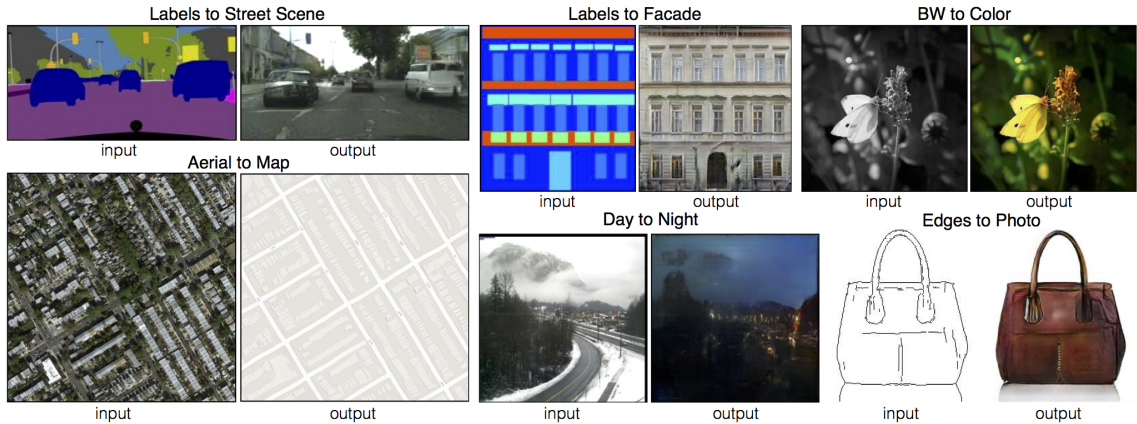 Labels to Street Scene
input
output
Aerial to Map
input
output
Labels to Facade
input
output
BW to Color
input
output
Day to Night
input
output
Edges to Photo
input
output